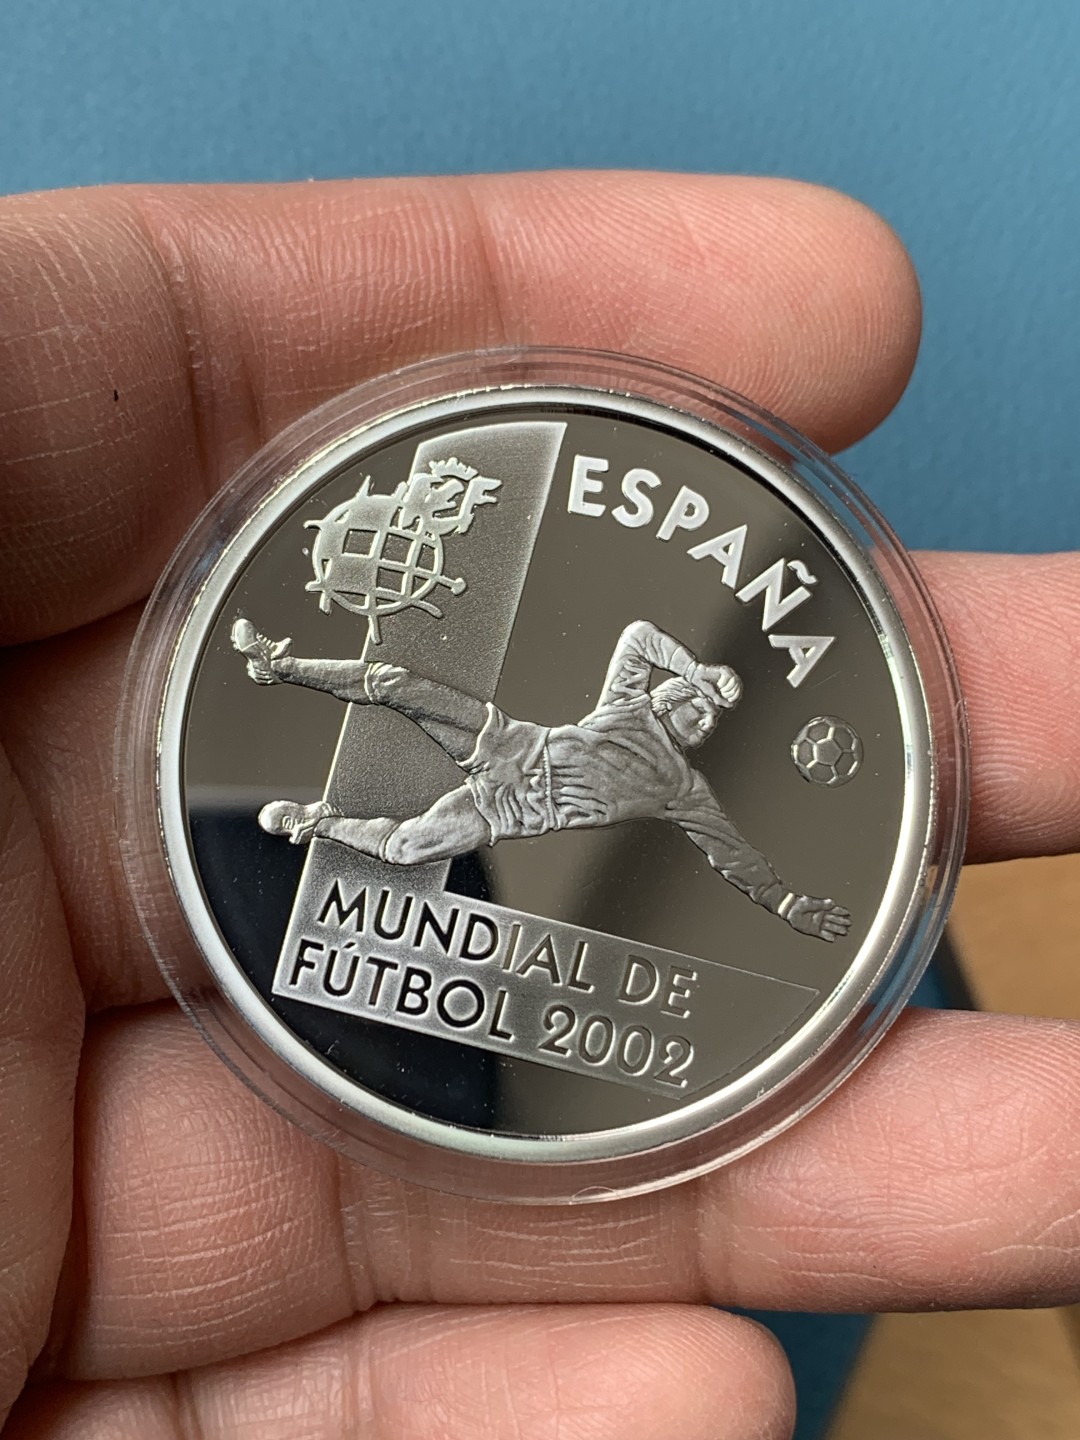 ESPAÑA
MUNDIAL DE
FÚTBOL 2002